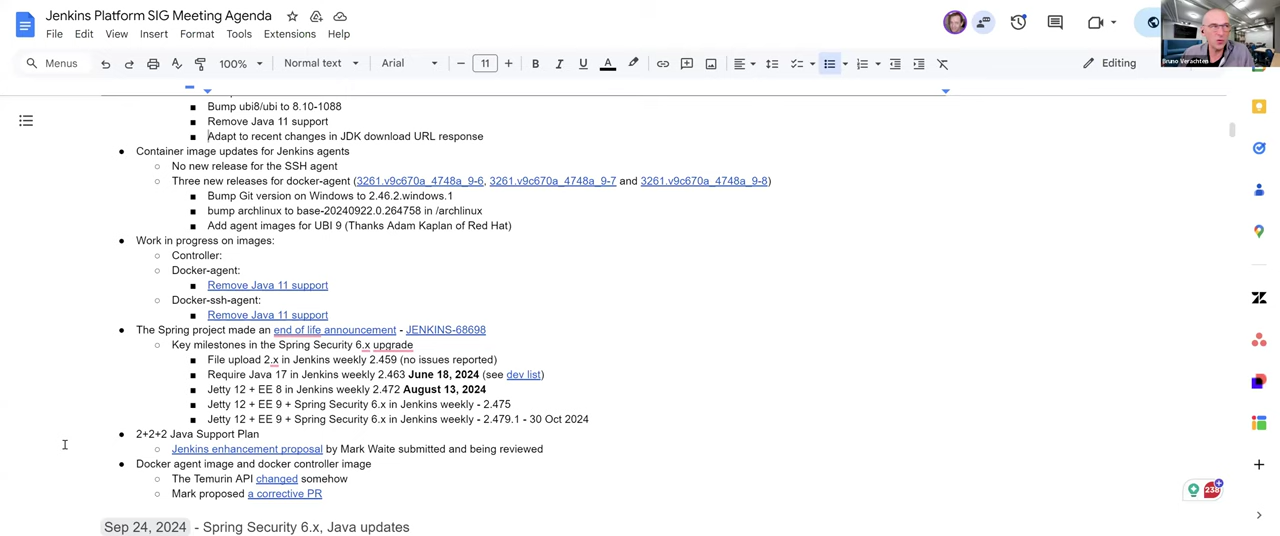 Jenkins Platform SIG Meeting Agenda
File Edit View Insert Format Tools Extensions Help
Menus 100% Normal text Arial 11 B I U A Editing
Bruno Verachten
■ Bump ubi8/ubi to 8.10-1088
■ Remove Java 11 support
■ Adapt to recent changes in JDK download URL response
● Container image updates for Jenkins agents
○ No new release for the SSH agent
○ Three new releases for docker-agent (3261.v9c670a_4748a_9-6, 3261.v9c670a_4748a_9-7 and 3261.v9c670a_4748a_9-8)
■ Bump Git version on Windows to 2.46.2.windows.1
■ bump archlinux to base-20240922.0.264758 in /archlinux
■ Add agent images for UBI 9 (Thanks Adam Kaplan of Red Hat)
● Work in progress on images:
○ Controller:
○ Docker-agent:
■ Remove Java 11 support
○ Docker-ssh-agent:
■ Remove Java 11 support
● The Spring project made an end of life announcement - JENKINS-68698
○ Key milestones in the Spring Security 6.x upgrade
■ File upload 2.x in Jenkins weekly 2.459 (no issues reported)
■ Require Java 17 in Jenkins weekly 2.463 June 18, 2024 (see dev list)
■ Jetty 12 + EE 8 in Jenkins weekly 2.472 August 13, 2024
■ Jetty 12 + EE 9 + Spring Security 6.x in Jenkins weekly - 2.475
■ Jetty 12 + EE 9 + Spring Security 6.x in Jenkins weekly - 2.479.1 - 30 Oct 2024
● 2+2+2 Java Support Plan
○ Jenkins enhancement proposal by Mark Waite submitted and being reviewed
● Docker agent image and docker controller image
○ The Temurin API changed somehow
○ Mark proposed a corrective PR
238
Sep 24, 2024 - Spring Security 6.x, Java updates